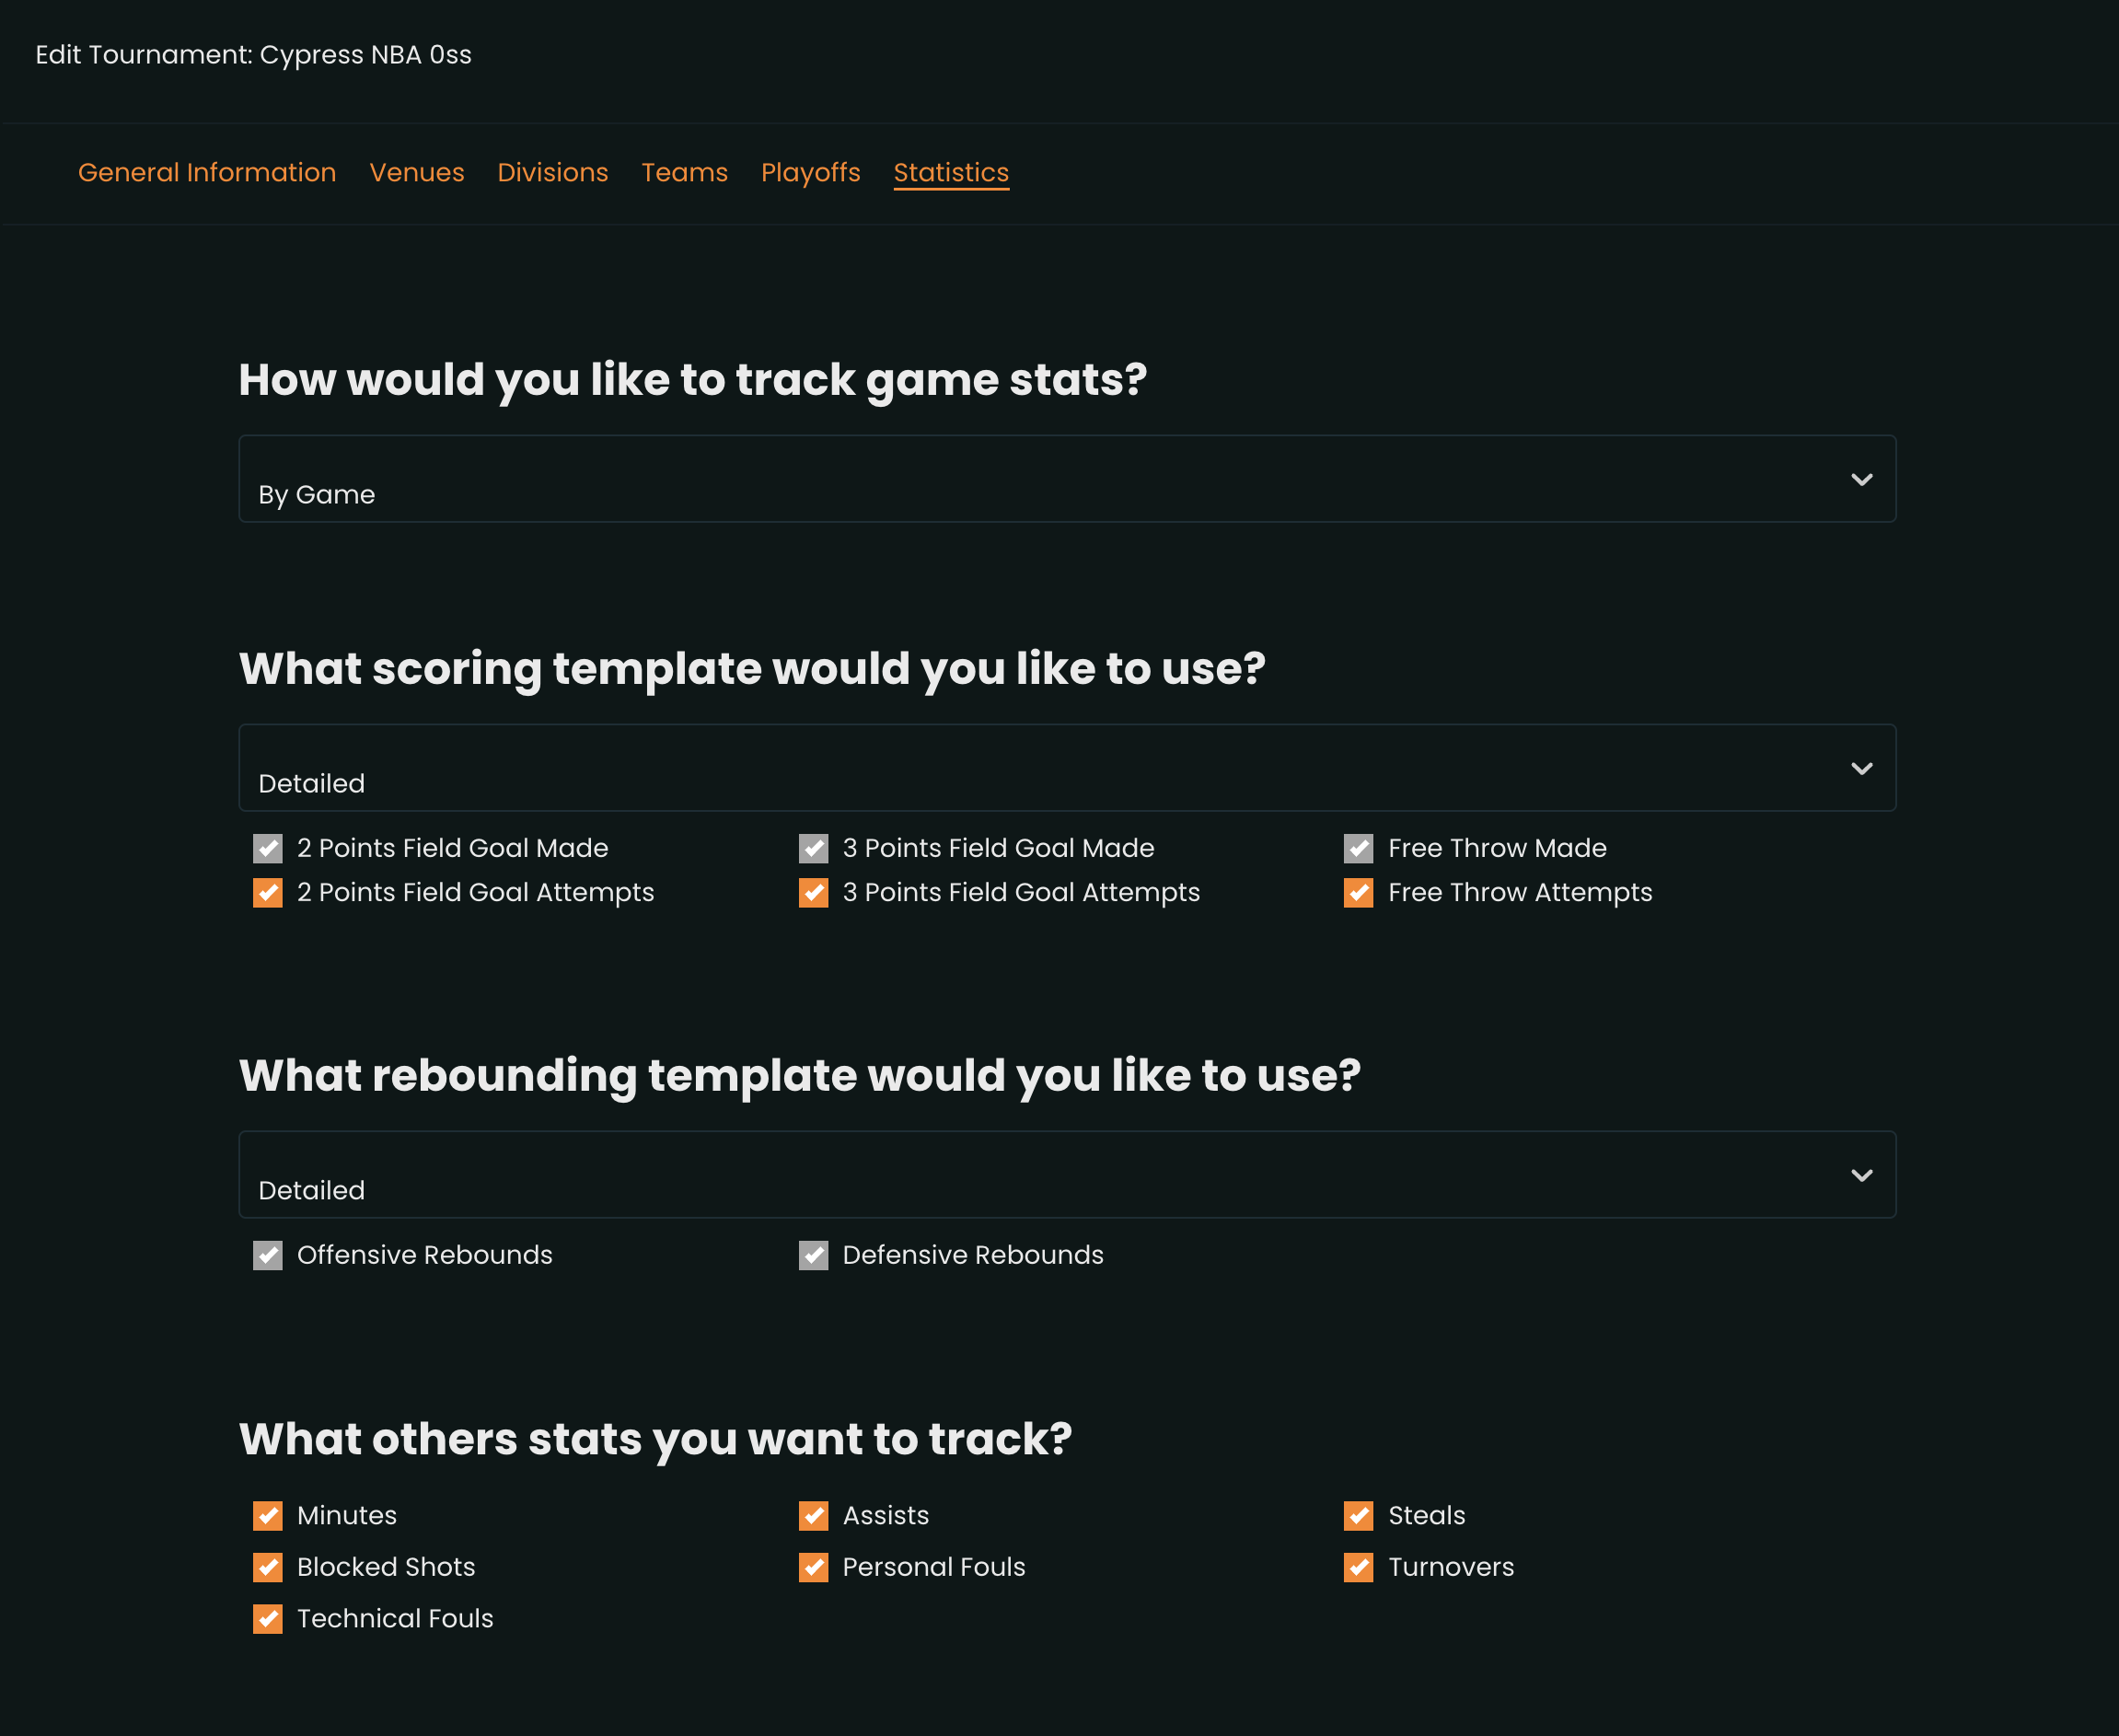 Edit Tournament: Cypress NBA 0ss
General Information Venues Divisions Teams Playoffs Statistics
How would you like to track game stats?
By Game
What scoring template would you like to use?
Detailed
2 Points Field Goal Made 3 Points Field Goal Made Free Throw Made
2 Points Field Goal Attempts 3 Points Field Goal Attempts Free Throw Attempts
What rebounding template would you like to use?
Detailed
Offensive Rebounds Defensive Rebounds
What others stats you want to track?
Minutes Assists Steals
Blocked Shots Personal Fouls Turnovers
Technical Fouls